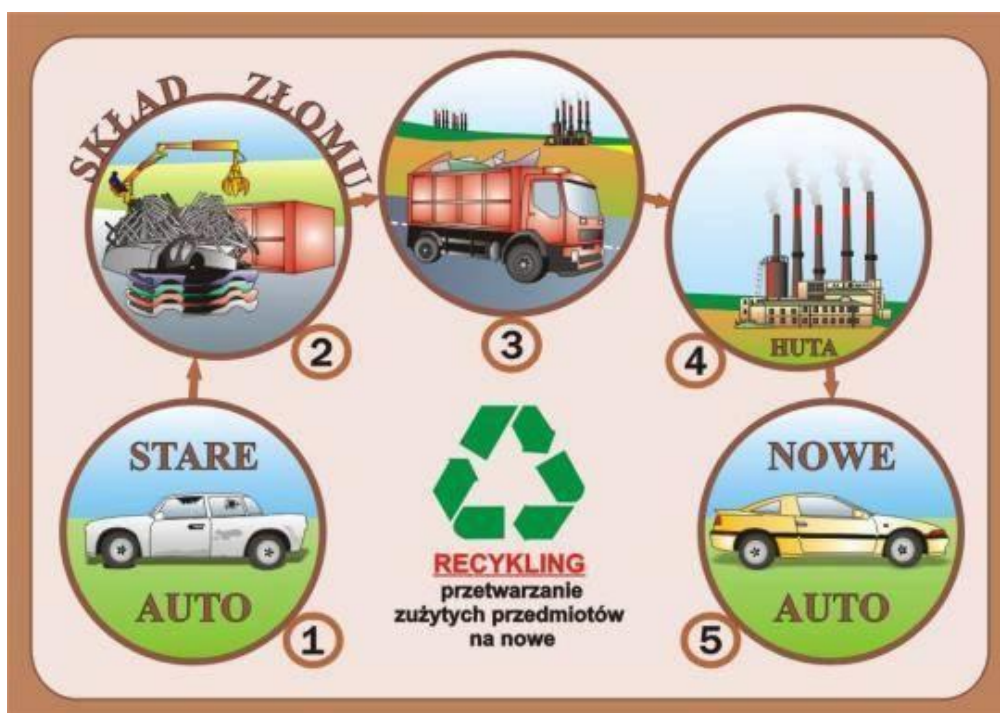 SKŁAD ZŁOMU
2
3
4
HUTA
STARE
AUTO
1
RECYKLING
przetwarzanie
zużytych przedmiotów
na nowe
NOWE
AUTO
5